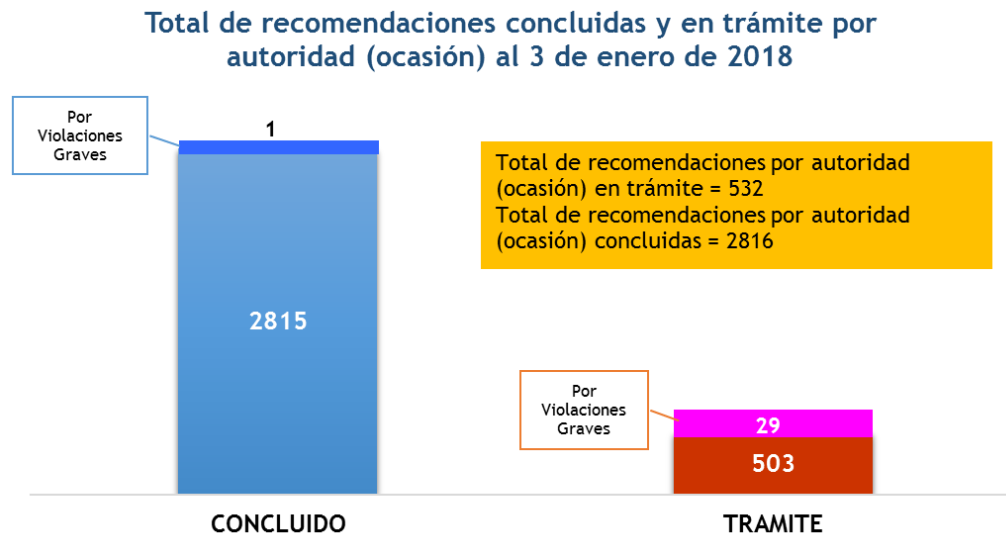 Total de recomendaciones concluidas y en trámite por
autoridad (ocasión) al 3 de enero de 2018
Por
Violaciones
Graves
1
Total de recomendaciones por autoridad
(ocasión) en trámite = 532
Total de recomendaciones por autoridad
(ocasión) concluidas = 2816
2815
Por
Violaciones
Graves
29
503
CONCLUIDO
TRAMITE